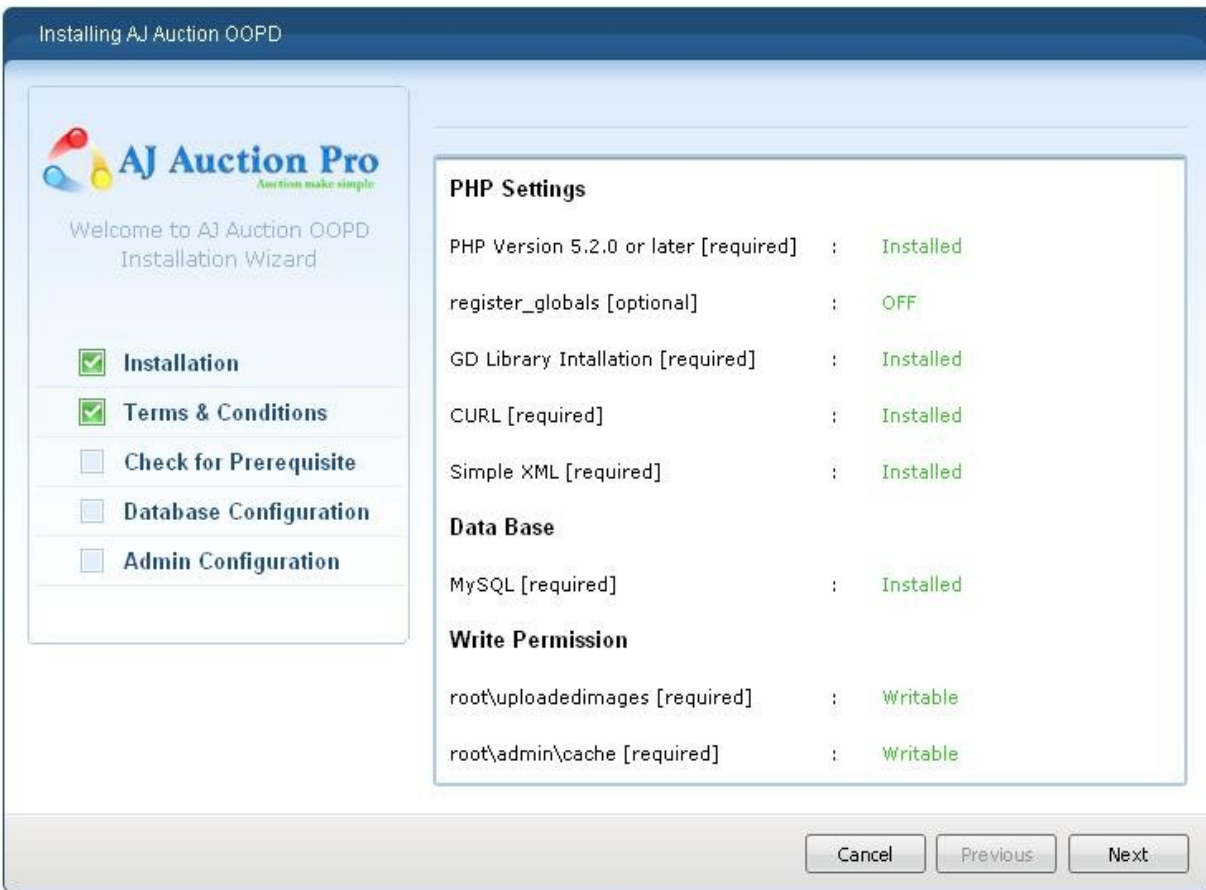 Installing AJ Auction OOPD
AJ Auction Pro
Auction make simple
Welcome to AJ Auction OOPD
Installation Wizard
Installation
Terms & Conditions
Check for Prerequisite
Database Configuration
Admin Configuration
PHP Settings
PHP Version 5.2.0 or later [required] : Installed
register_globals [optional] : OFF
GD Library Intallation [required] : Installed
CURL [required] : Installed
Simple XML [required] : Installed
Data Base
MySQL [required] : Installed
Write Permission
root\uploadedimages [required] : Writable
root\admin\cache [required] : Writable
Cancel Previous Next